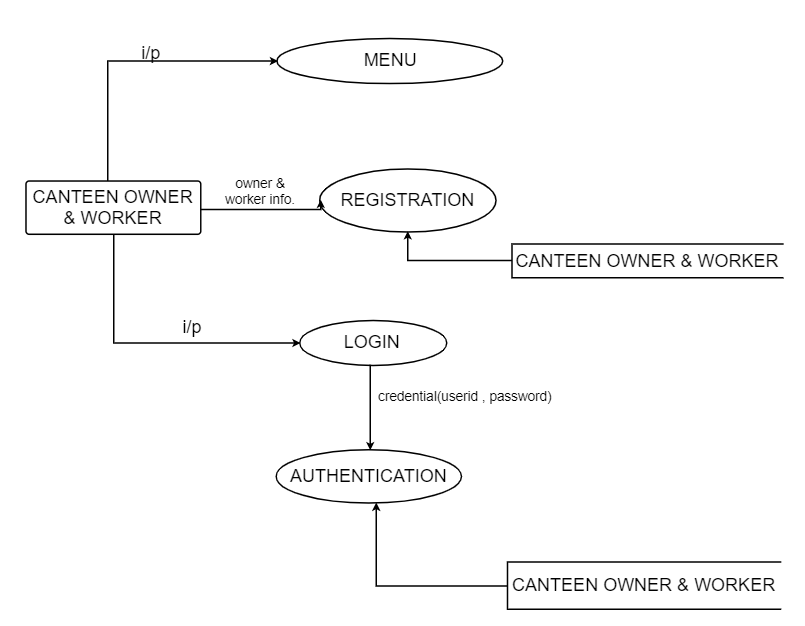 i/p
MENU
CANTEEN OWNER
& WORKER
owner &
worker info.
REGISTRATION
CANTEEN OWNER & WORKER
i/p
LOGIN
credential(userid , password)
AUTHENTICATION
CANTEEN OWNER & WORKER